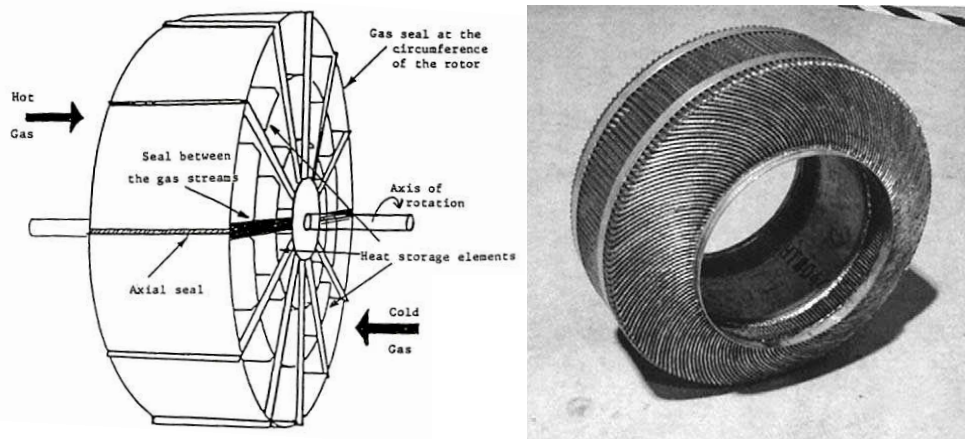 Gas seal at the
circumference
of the rotor
Hot
Gas
Seal between
the gas streams
Axis of
rotation
Heat storage elements
Axial seal
Cold
Gas